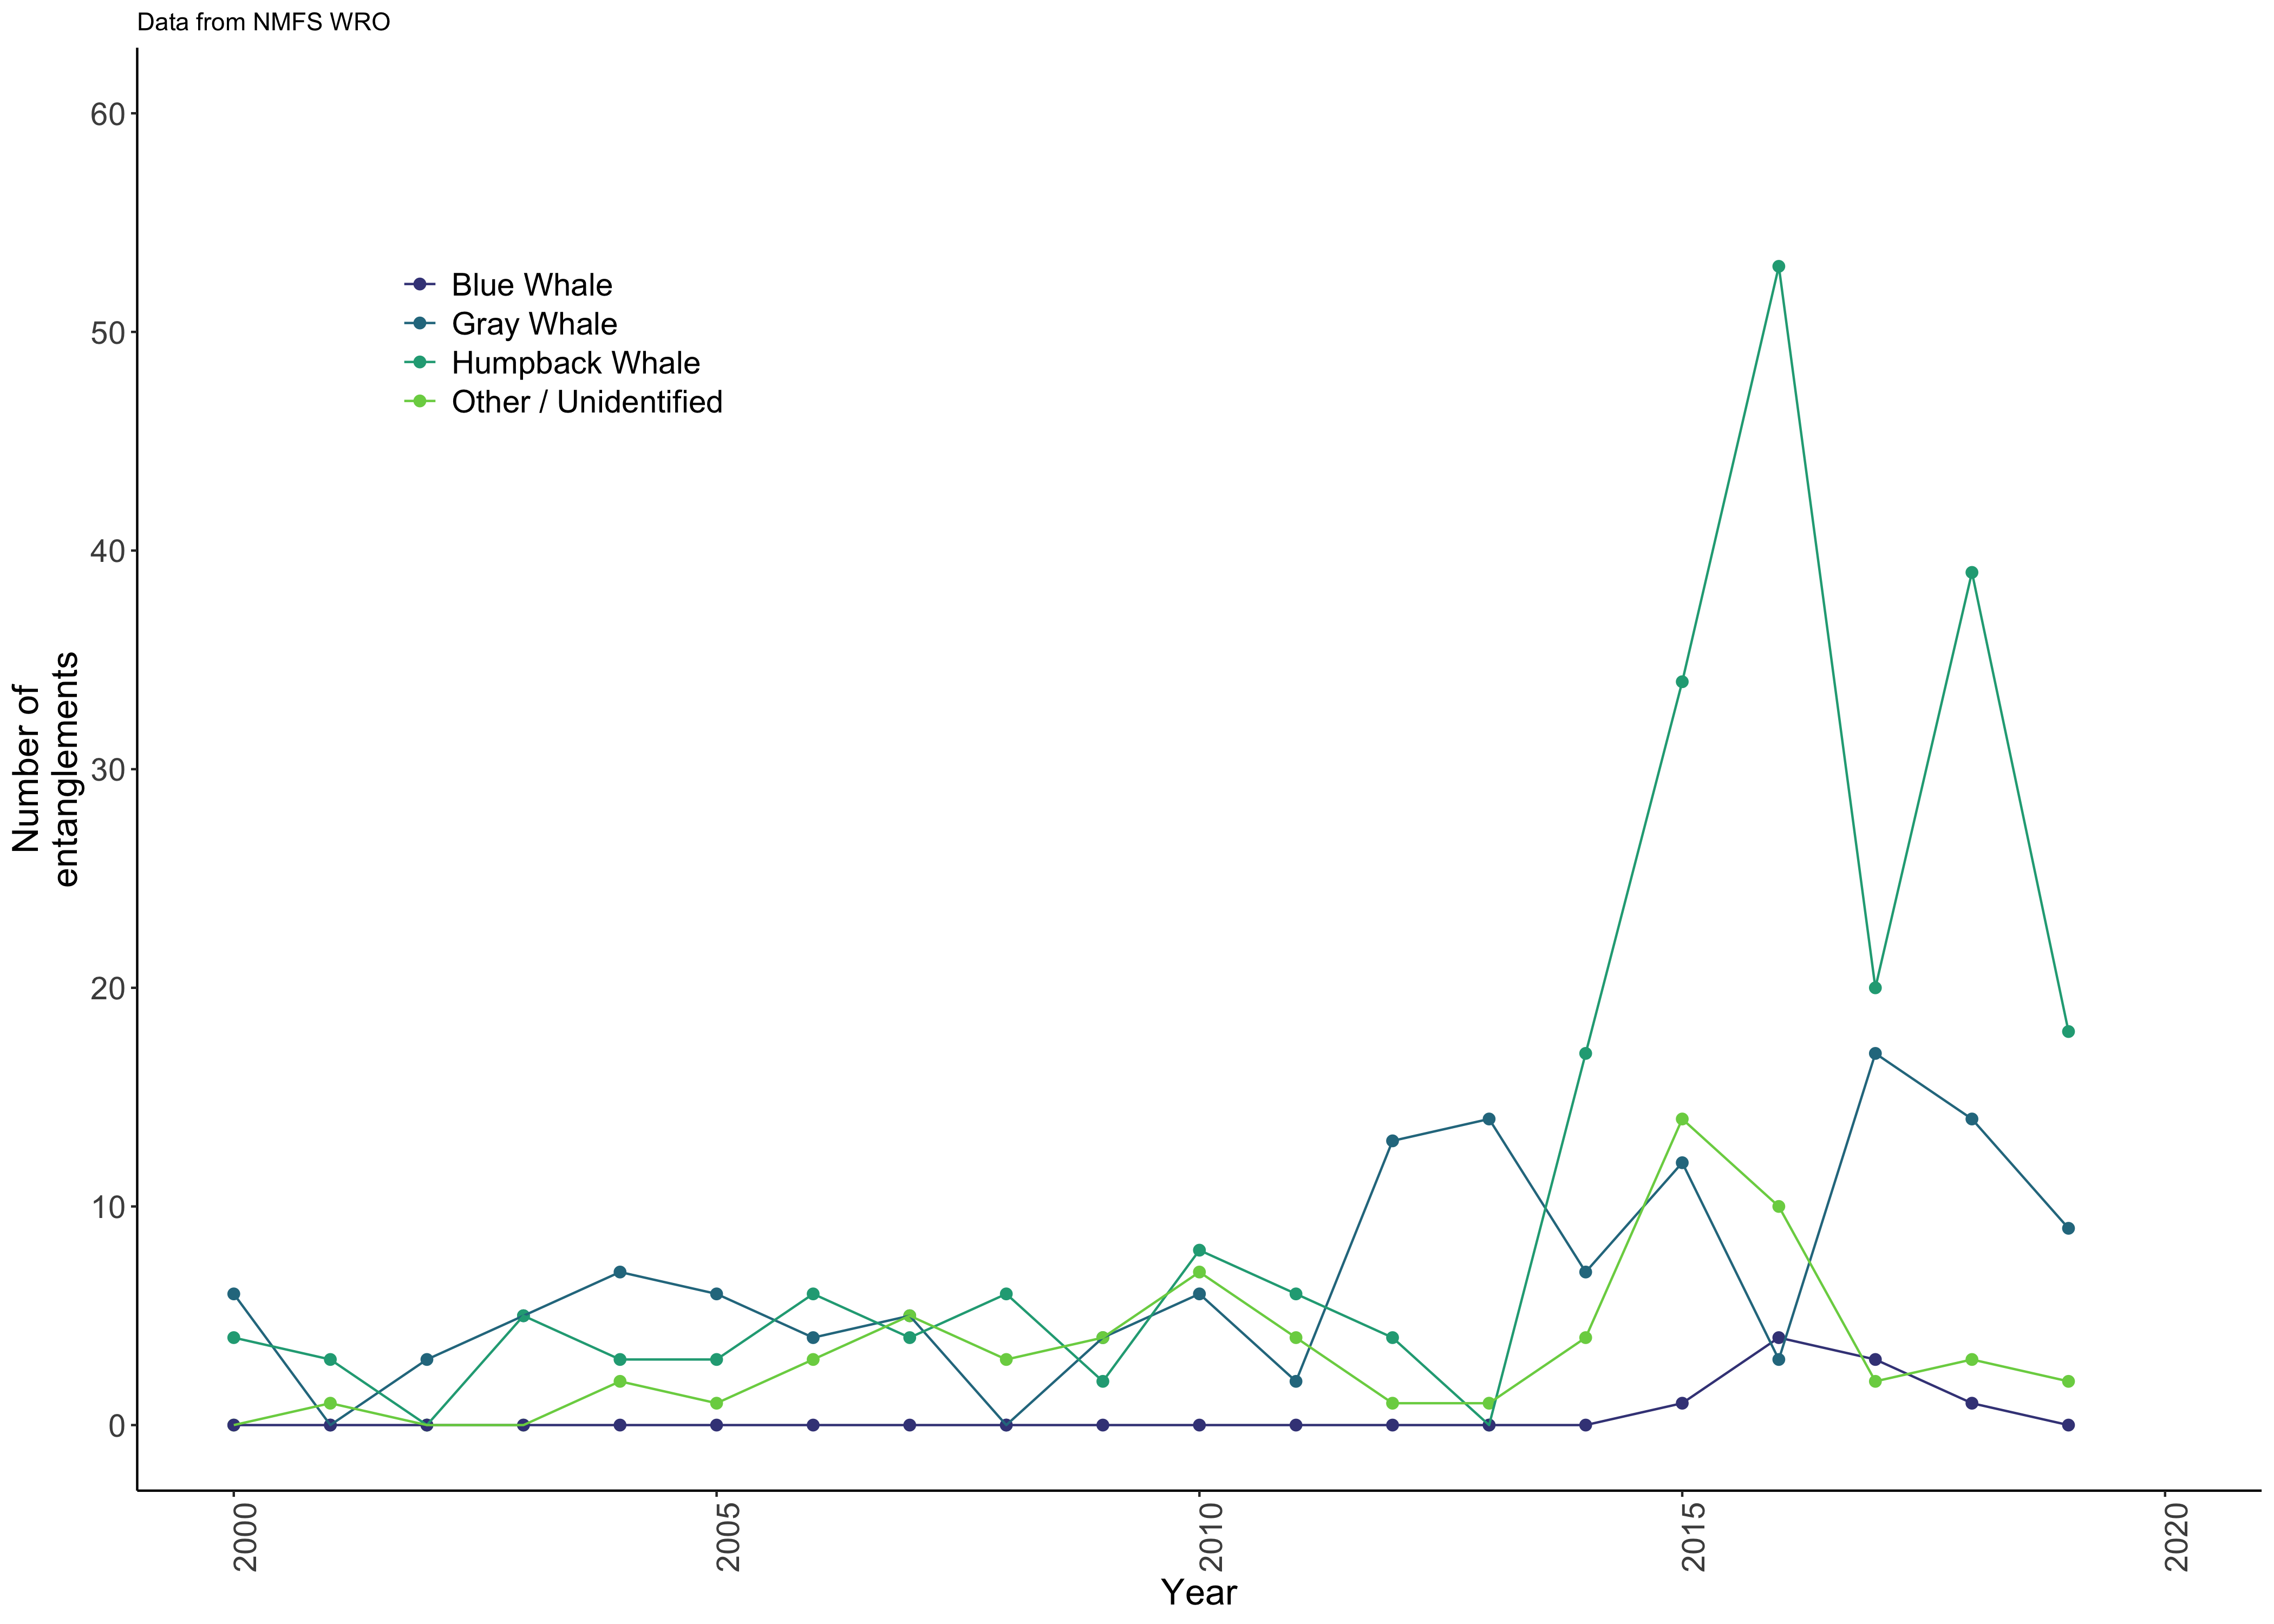 Data from NMFS WRO
60
50
40
30
20
10
0
Number of
entanglements
Blue Whale
Gray Whale
Humpback Whale
Other / Unidentified
2000
2005
2010
2015
2020
Year